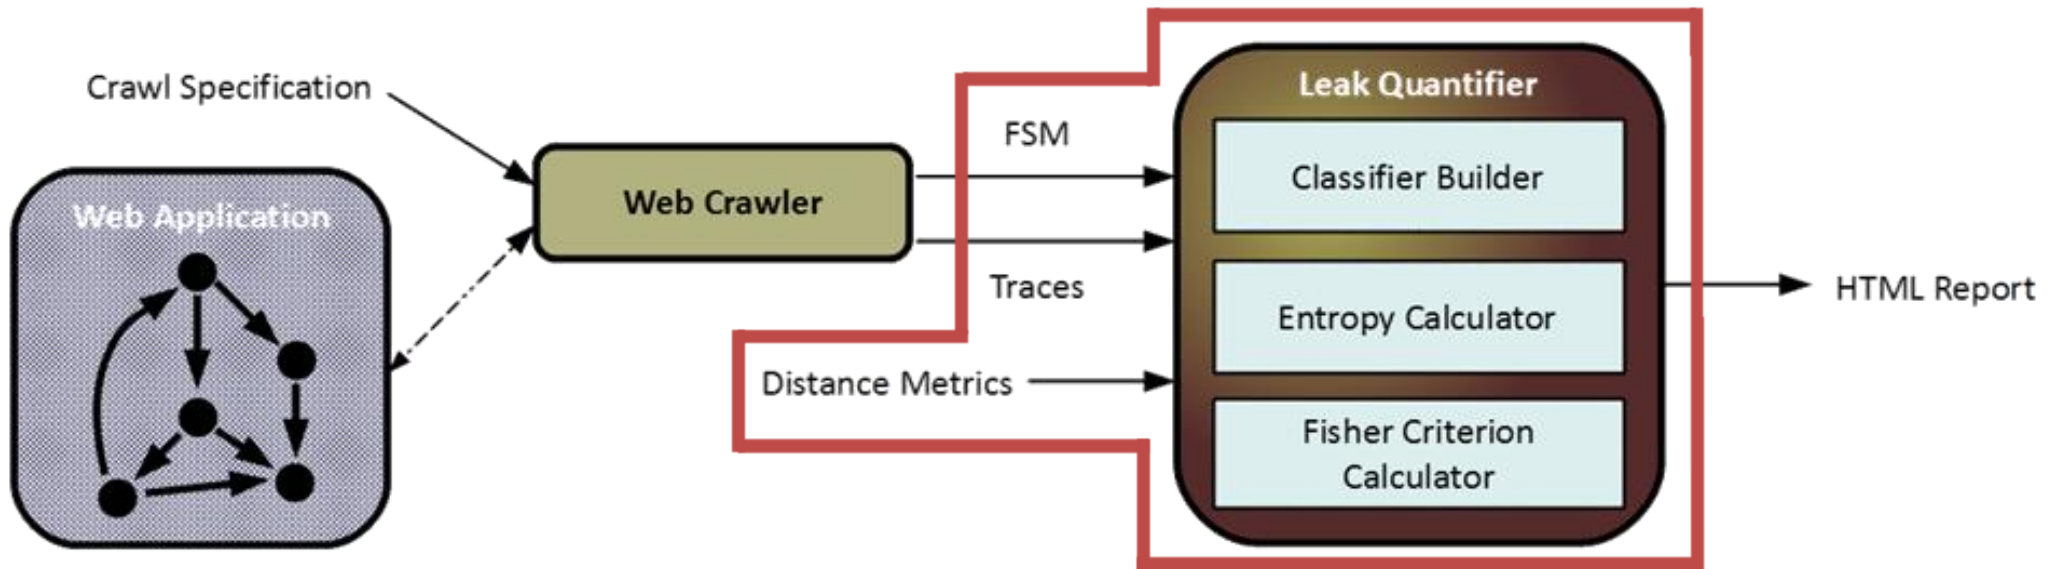 Crawl Specification
Web Application
Web Crawler
FSM
Traces
Distance Metrics
Leak Quantifier
Classifier Builder
Entropy Calculator
Fisher Criterion
Calculator
HTML Report